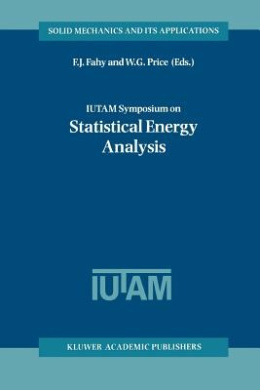 SOLID MECHANICS AND ITS APPLICATIONS
F.J. Fahy and W.G. Price (Eds.)
IUTAM Symposium on
Statistical Energy
Analysis
IUTAM
KLUWER ACADEMIC PUBLISHERS